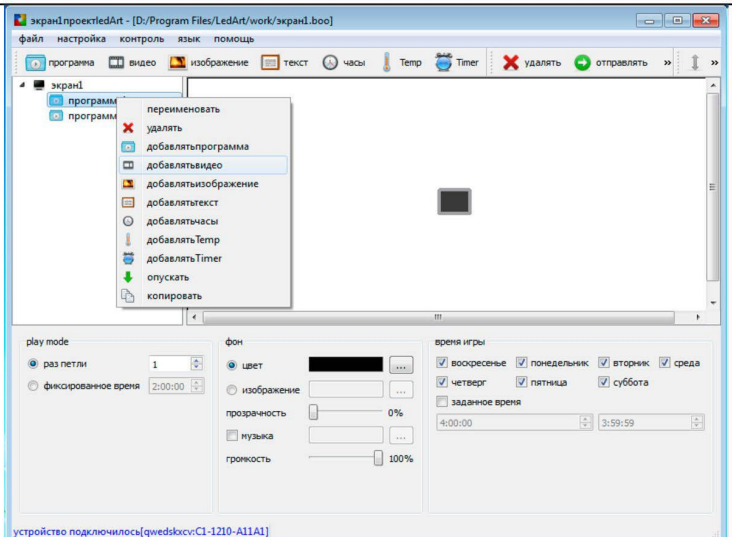 экран1проектledArt - [D:/Program Files/LedArt/work/экран1.boo]
файл настройка контроль язык помощь
программа видео изображение текст часы Temp Timer удалять отправлять » »
экран1
програм
програм
переименовать
удалять
добавлятьпрограмма
добавлятьвидео
добавлятьизображение
добавлятьтекст
добавлятьчасы
добавлятьTemp
добавлятьTimer
опускать
копировать
play mode
раз петли 1
фиксированное время 2:00:00
фон
цвет ...
изображение ...
прозрачность 0%
музыка ...
громкость 100%
время игры
воскресенье понедельник вторник среда
четверг пятница суббота
заданное время
4:00:00 3:59:59
устройство подключилось[qwedskxcv:C1-1210-A11A1]